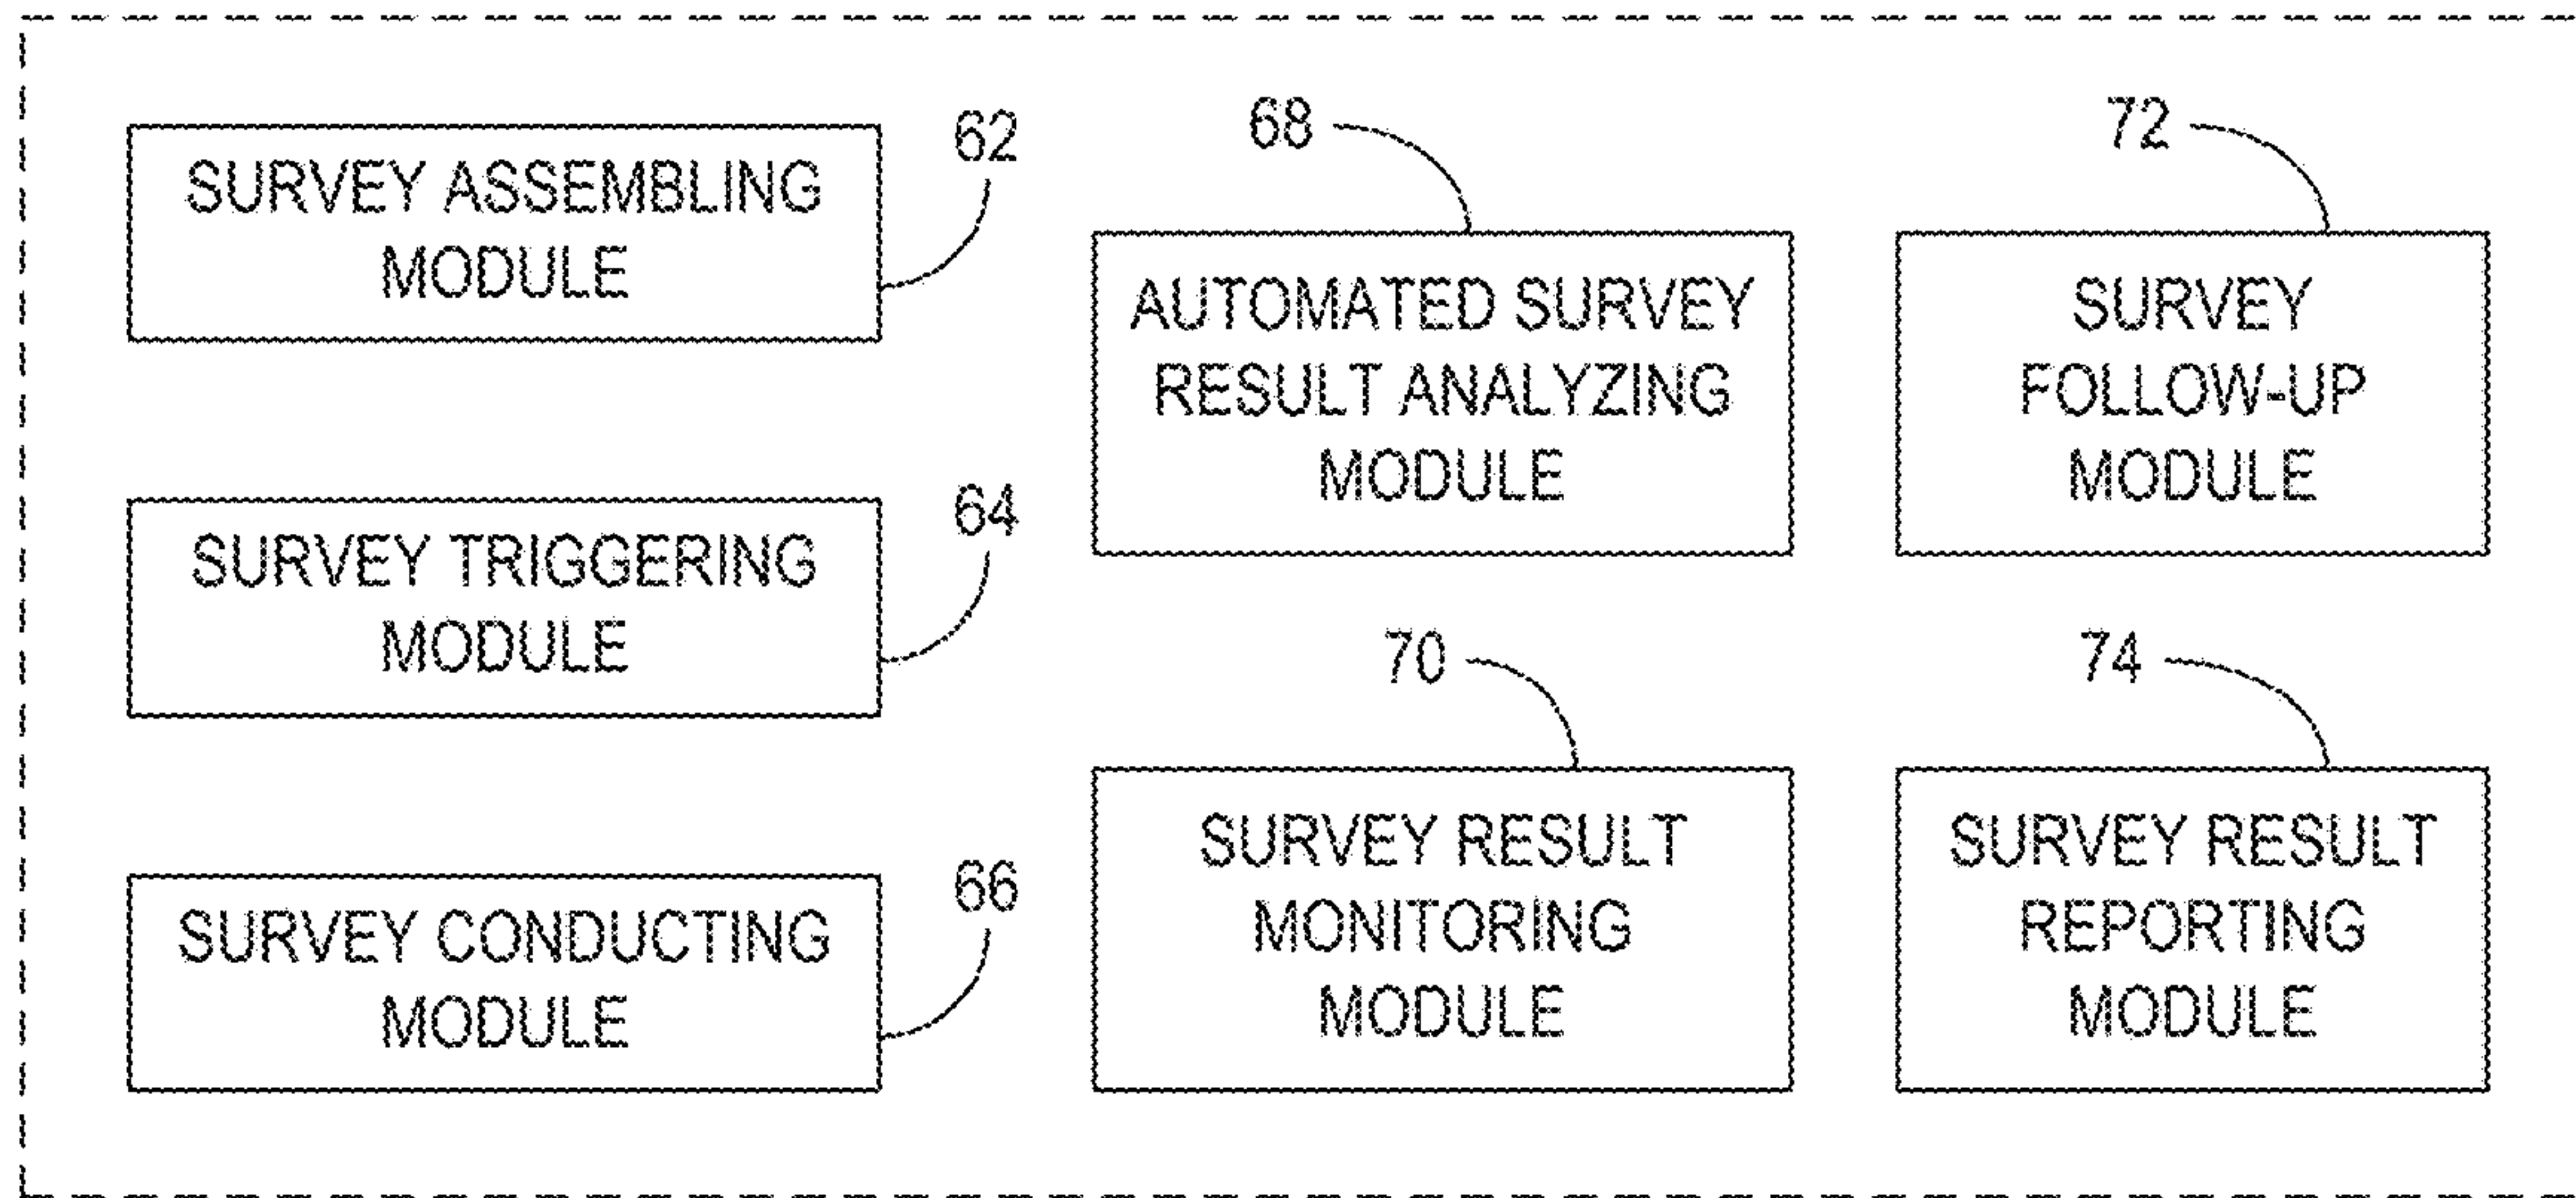 SURVEY ASSEMBLING
MODULE
62
SURVEY TRIGGERING
MODULE
64
SURVEY CONDUCTING
MODULE
66
68
AUTOMATED SURVEY
RESULT ANALYZING
MODULE
70
SURVEY RESULT
MONITORING
MODULE
72
SURVEY
FOLLOW-UP
MODULE
74
SURVEY RESULT
REPORTING
MODULE